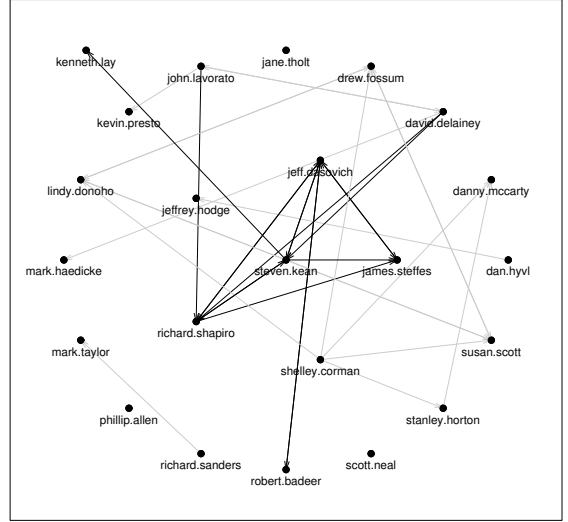 kenneth.lay
jane.tholt
john.lavorato
drew.fossum
kevin.presto
david.delainey
jeff.dasovich
lindy.donoho
danny.mccarty
jeffrey.hodge
mark.haedicke
steven.kean
james.steffes
dan.hyvl
richard.shapiro
mark.taylor
susan.scott
shelley.corman
phillip.allen
stanley.horton
richard.sanders
scott.neal
robert.badeer